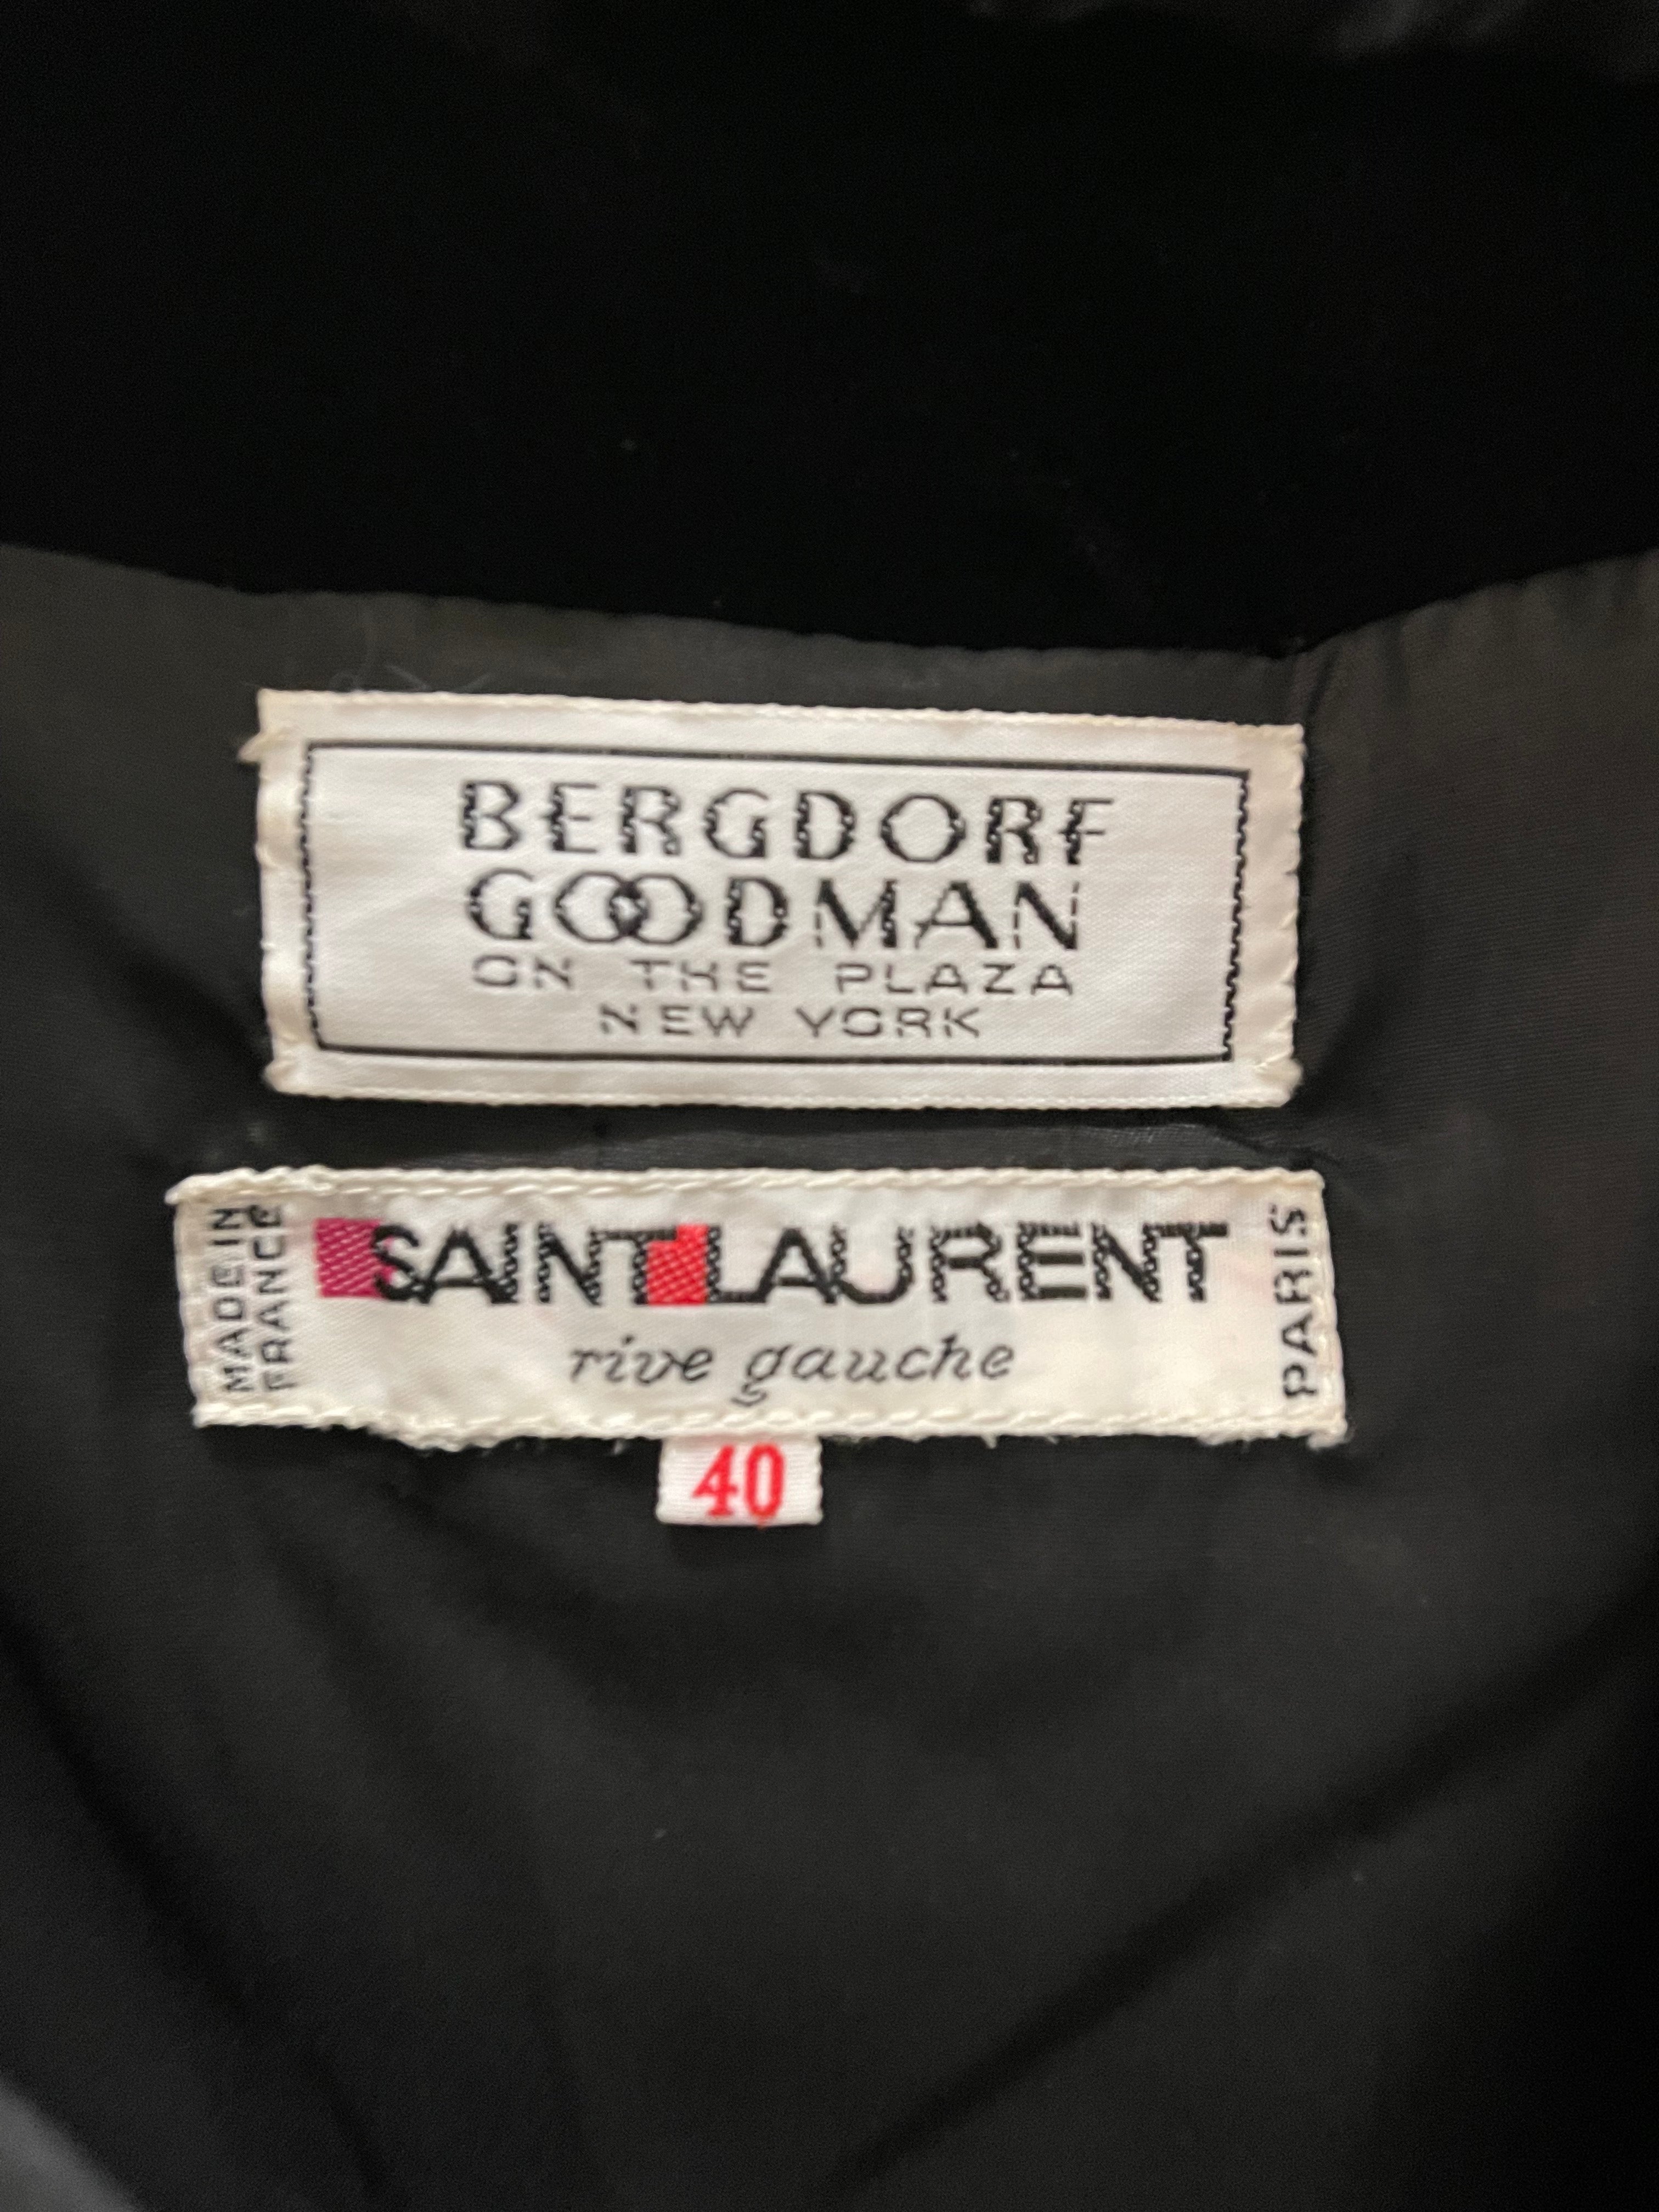 BERGDORF
GOODMAN
ON THE PLAZA
NEW YORK
MADE IN
FRANCE
SAINT LAURENT
rive gauche
PARIS
40